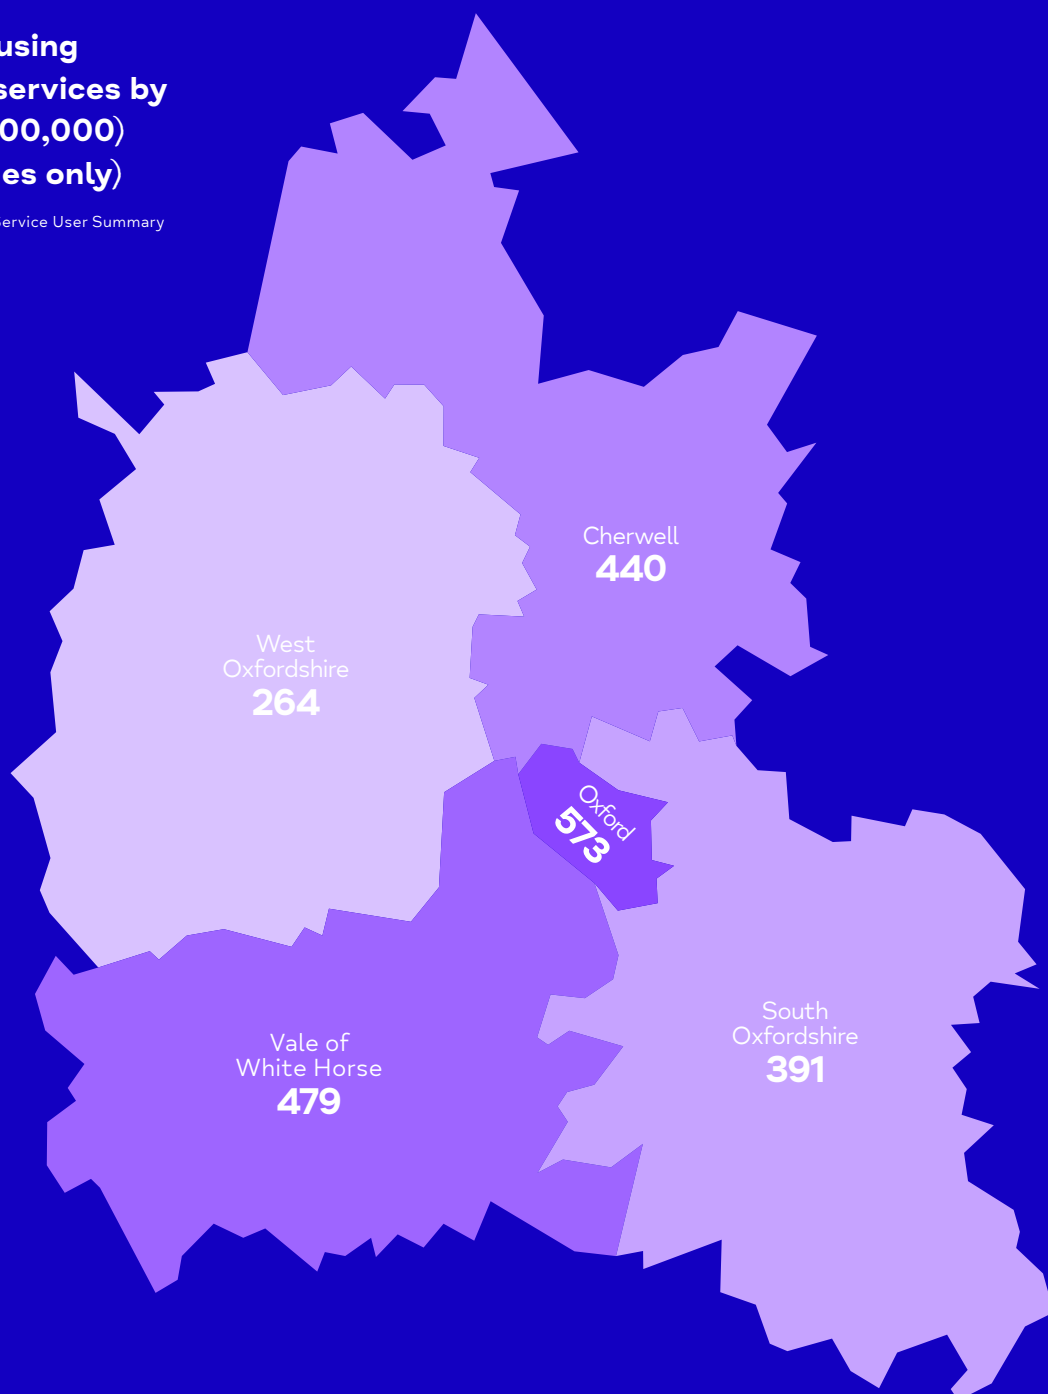 using
services by
00,000)
es only)
Service User Summary
Cherwell
440
West
Oxfordshire
264
Oxford
573
South
Oxfordshire
391
Vale of
White Horse
479